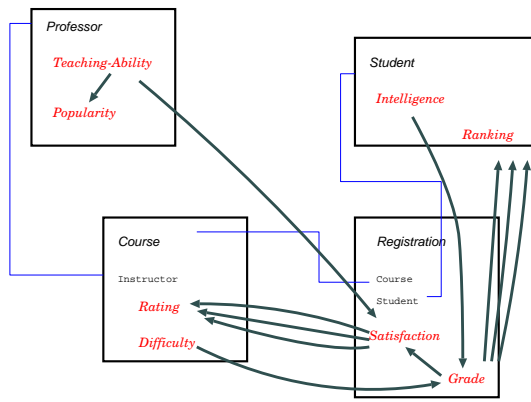 Professor
Teaching-Ability
Popularity
Student
Intelligence
Ranking
Course
Instructor
Rating
Difficulty
Registration
Course
Student
Satisfaction
Grade